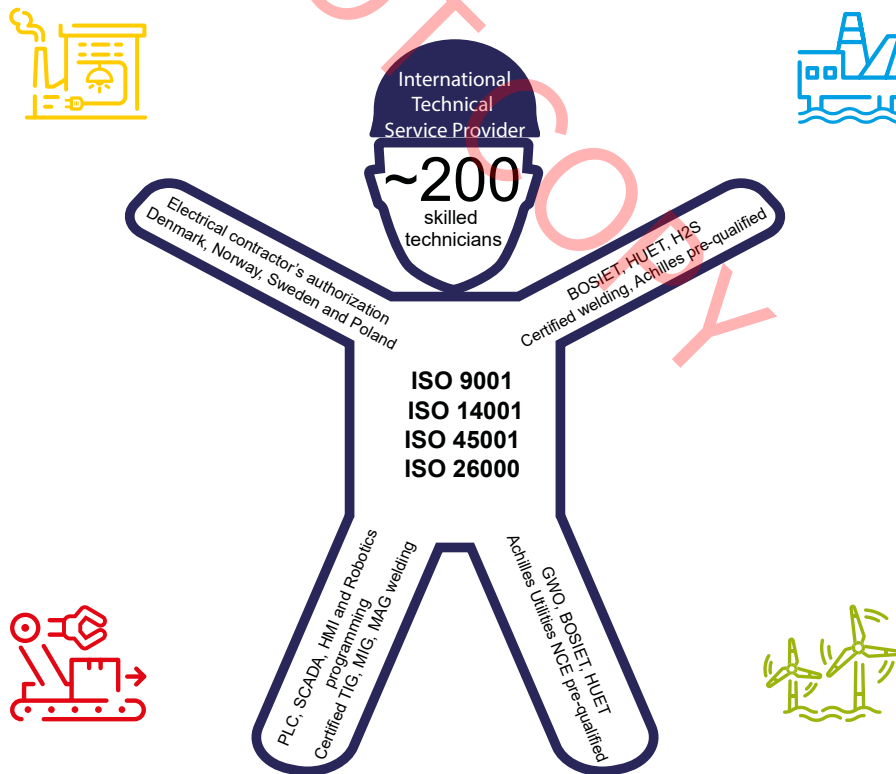 International
Technical
Service Provider
~200
skilled
technicians
Electrical contractor's authorization
Denmark, Norway, Sweden and Poland
BOSIET, HUET, H2S
Certified welding, Achilles pre-qualified
ISO 9001
ISO 14001
ISO 45001
ISO 26000
PLC, SCADA, HMI and Robotics
programming
Certified TIG, MIG, MAG welding
GWO, BOSIET, HUET
Achilles Utilities NCE pre-qualified
OT COPY